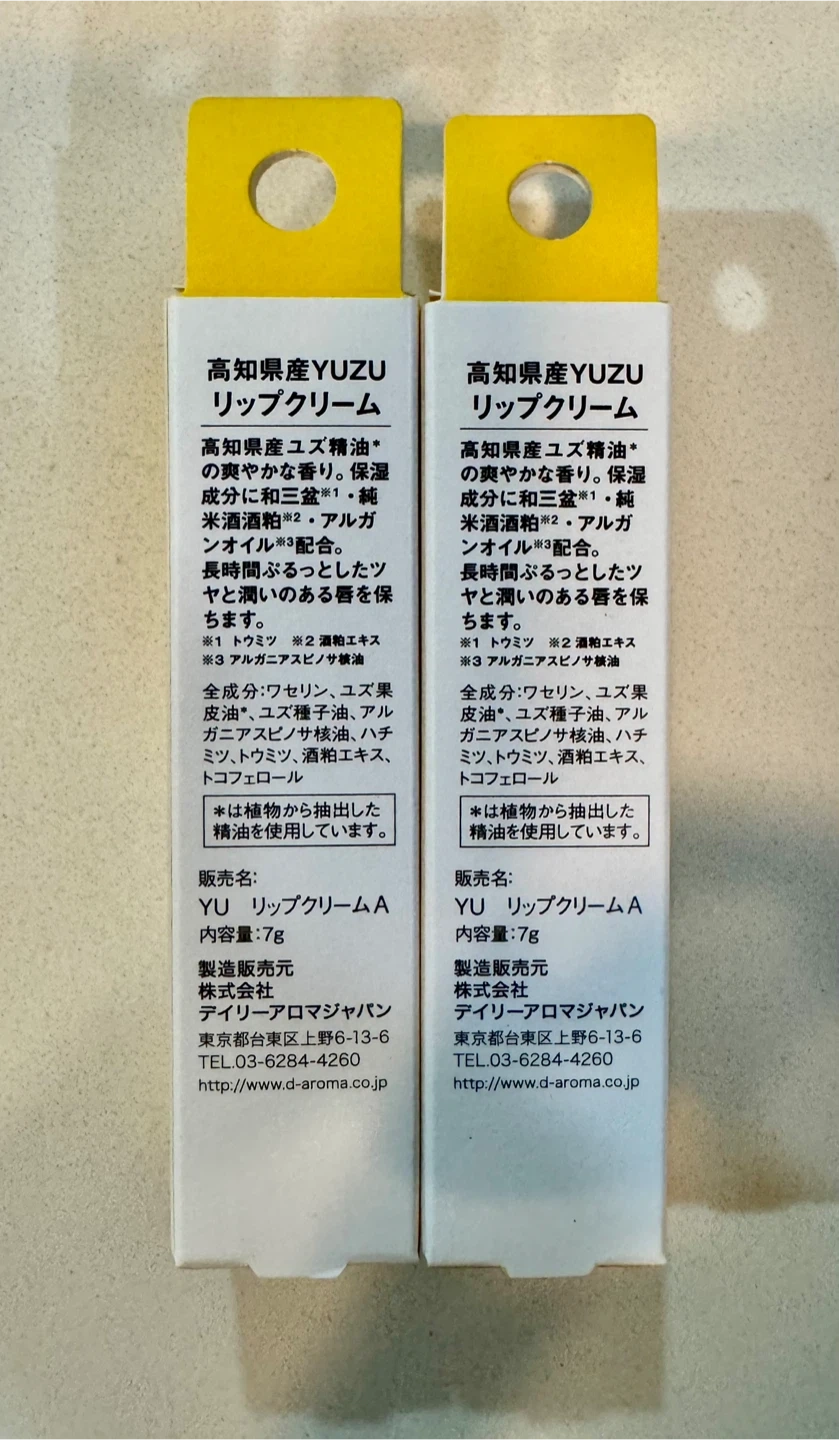 高知県産YUZU
リップクリーム
高知県産ユズ精油*
の爽やかな香り。保湿
成分に和三盆※1・純
米酒酒粕※2・アルガ
ンオイル※3配合。
長時間ぷるっとしたツ
ヤと潤いのある唇を保
ちます。
※1 トウミツ ※2 酒粕エキス
※3 アルガニアスピノサ核油
全成分:ワセリン、ユズ果
皮油*、ユズ種子油、アル
ガニアスピノサ核油、ハチ
ミツ、トウミツ、酒粕エキス、
トコフェロール
*は植物から抽出した
精油を使用しています。
販売名:
YU リップクリームA
内容量:7g
製造販売元
株式会社
デイリーアロマジャパン
東京都台東区上野6-13-6
TEL.03-6284-4260
http://www.d-aroma.co.jp
高知県産YUZU
リップクリーム
高知県産ユズ精油*
の爽やかな香り。保湿
成分に和三盆※1・純
米酒酒粕※2・アルガ
ンオイル※3配合。
長時間ぷるっとしたツ
ヤと潤いのある唇を保
ちます。
※1 トウミツ ※2 酒粕エキス
※3 アルガニアスピノサ核油
全成分:ワセリン、ユズ果
皮油*、ユズ種子油、アル
ガニアスピノサ核油、ハチ
ミツ、トウミツ、酒粕エキス、
トコフェロール
*は植物から抽出した
精油を使用しています。
販売名:
YU リップクリームA
内容量:7g
製造販売元
株式会社
デイリーアロマジャパン
東京都台東区上野6-13-6
TEL.03-6284-4260
http://www.d-aroma.co.jp